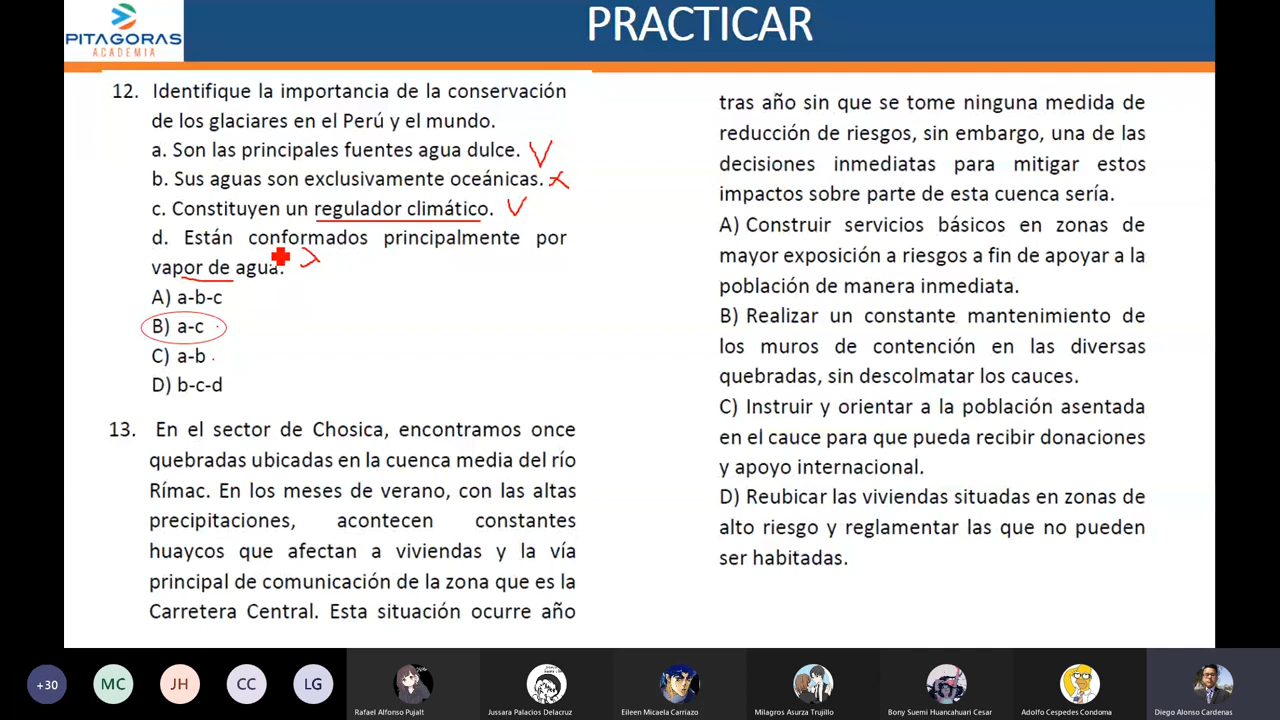 PITAGORAS
ACADEMIA
PRACTICAR
12. Identifique la importancia de la conservación
de los glaciares en el Perú y el mundo.
a. Son las principales fuentes agua dulce. V
b. Sus aguas son exclusivamente oceánicas. x
c. Constituyen un regulador climático. V
d. Están conformados principalmente por
vapor de agua. x
A) a-b-c
B) a-c
C) a-b
D) b-c-d
13. En el sector de Chosica, encontramos once
quebradas ubicadas en la cuenca media del río
Rímac. En los meses de verano, con las altas
precipitaciones, acontecen constantes
huaycos que afectan a viviendas y la vía
principal de comunicación de la zona que es la
Carretera Central. Esta situación ocurre año
tras año sin que se tome ninguna medida de
reducción de riesgos, sin embargo, una de las
decisiones inmediatas para mitigar estos
impactos sobre parte de esta cuenca sería.
A) Construir servicios básicos en zonas de
mayor exposición a riesgos a fin de apoyar a la
población de manera inmediata.
B) Realizar un constante mantenimiento de
los muros de contención en las diversas
quebradas, sin descolmatar los cauces.
C) Instruir y orientar a la población asentada
en el cauce para que pueda recibir donaciones
y apoyo internacional.
D) Reubicar las viviendas situadas en zonas de
alto riesgo y reglamentar las que no pueden
ser habitadas.
+30
MC
JH
CC
LG
Rafael Alfonso Pujalt
Jussara Palacios Delacruz
Eileen Micaela Carriazo
Milagros Asurza Trujillo
Bony Suemi Huancahuari Cesar
Adolfo Cespedes Condoma
Diego Alonso Cardenas